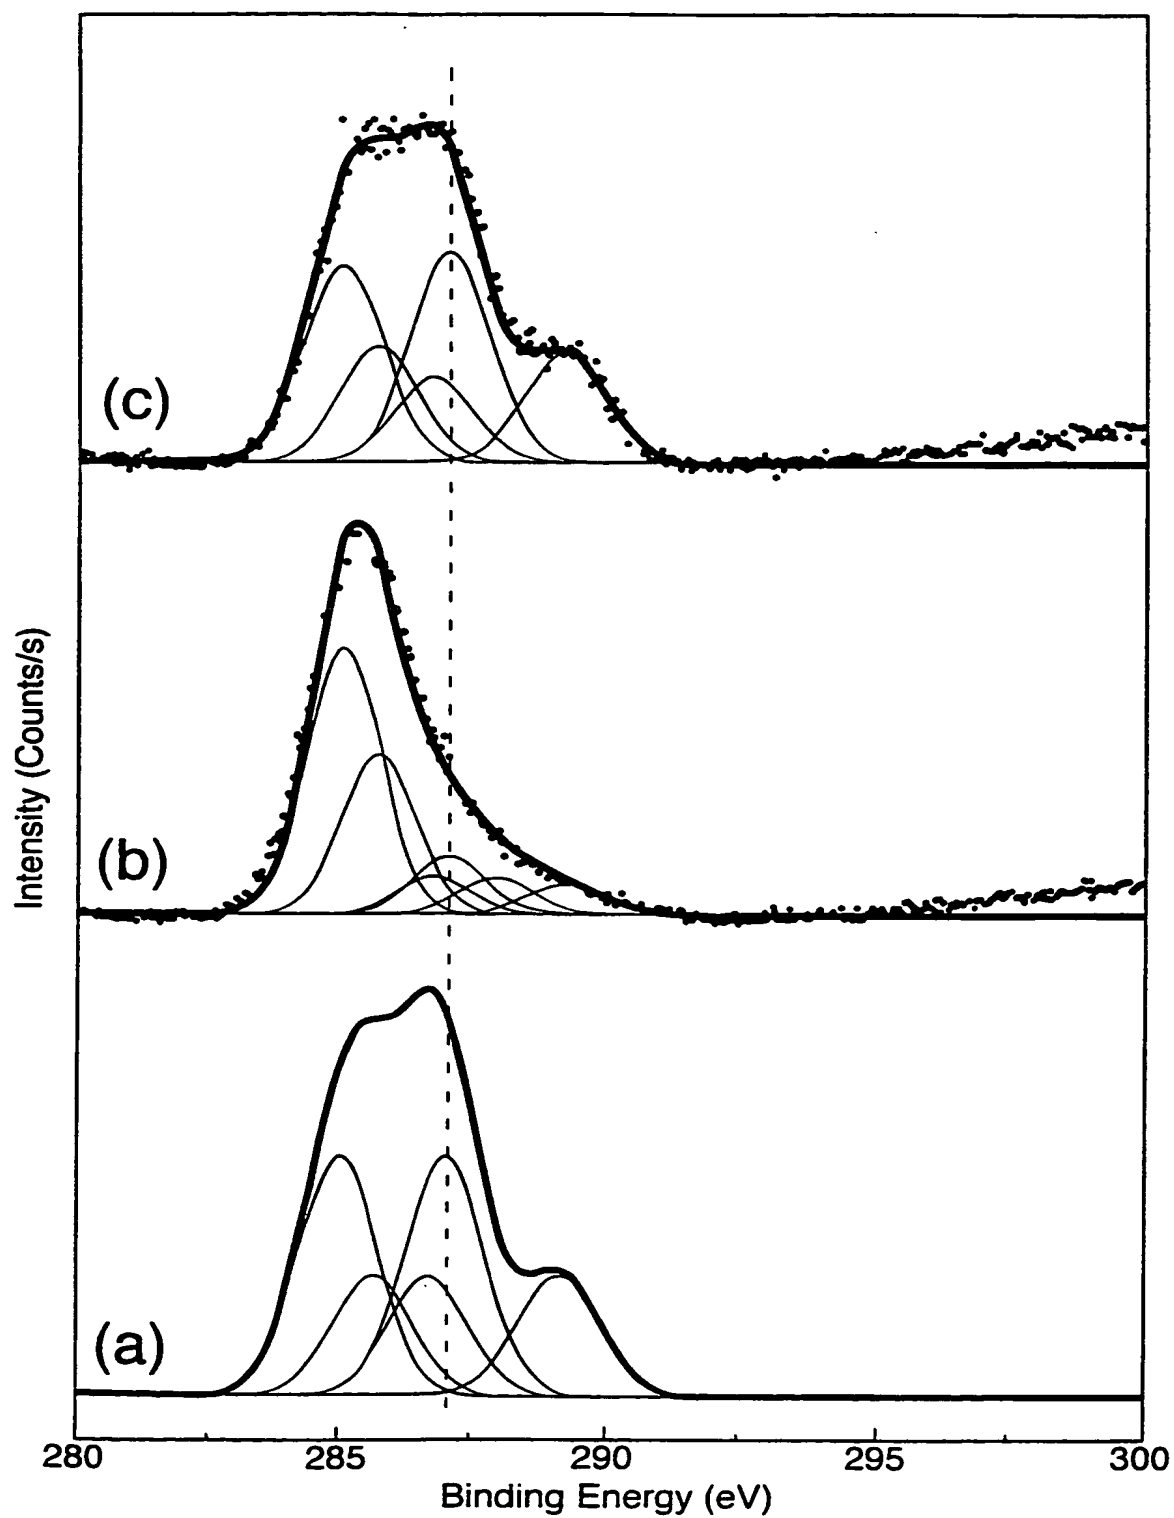 (c)
(b)
(a)
Intensity (Counts/s)
280 285 290 295 300
Binding Energy (eV)